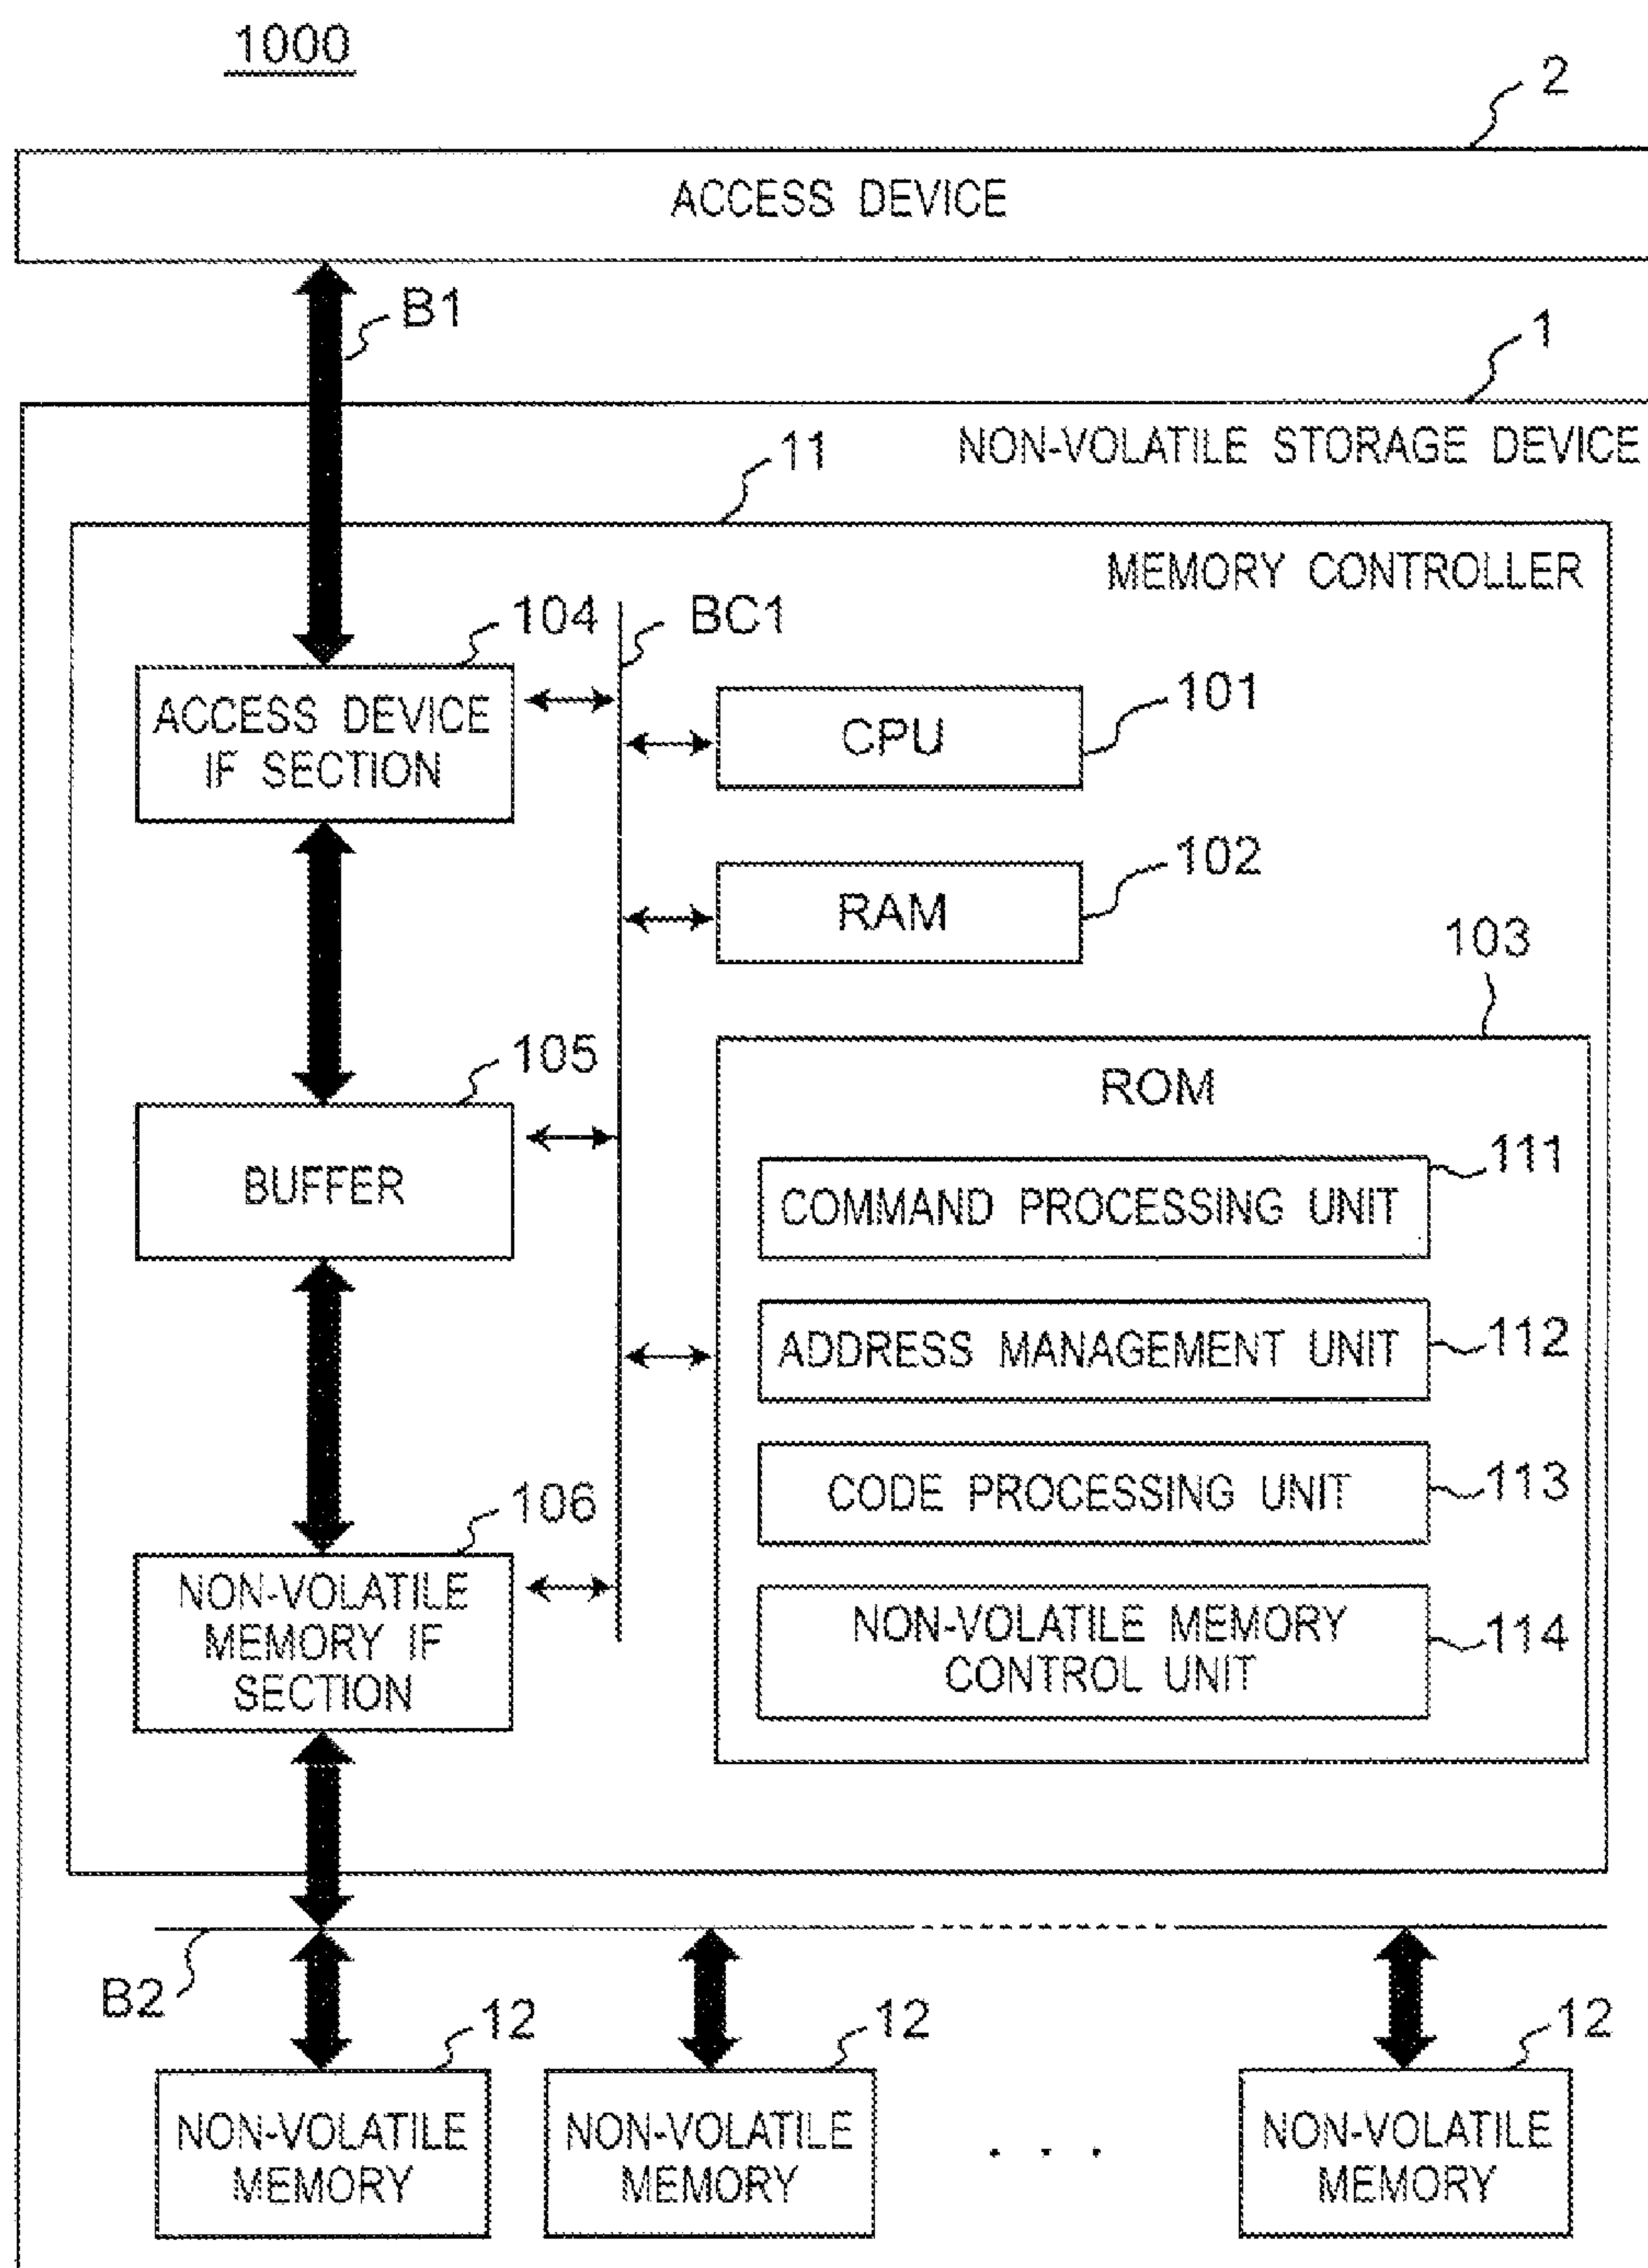 1000
2
ACCESS DEVICE
B1
1
NON-VOLATILE STORAGE DEVICE
11
MEMORY CONTROLLER
104
BC1
ACCESS DEVICE
IF SECTION
101
CPU
102
RAM
103
105
ROM
BUFFER
111
COMMAND PROCESSING UNIT
112
ADDRESS MANAGEMENT UNIT
113
CODE PROCESSING UNIT
106
NON-VOLATILE
MEMORY IF
SECTION
114
NON-VOLATILE MEMORY
CONTROL UNIT
B2
12
12
12
NON-VOLATILE
MEMORY
NON-VOLATILE
MEMORY
. . .
NON-VOLATILE
MEMORY